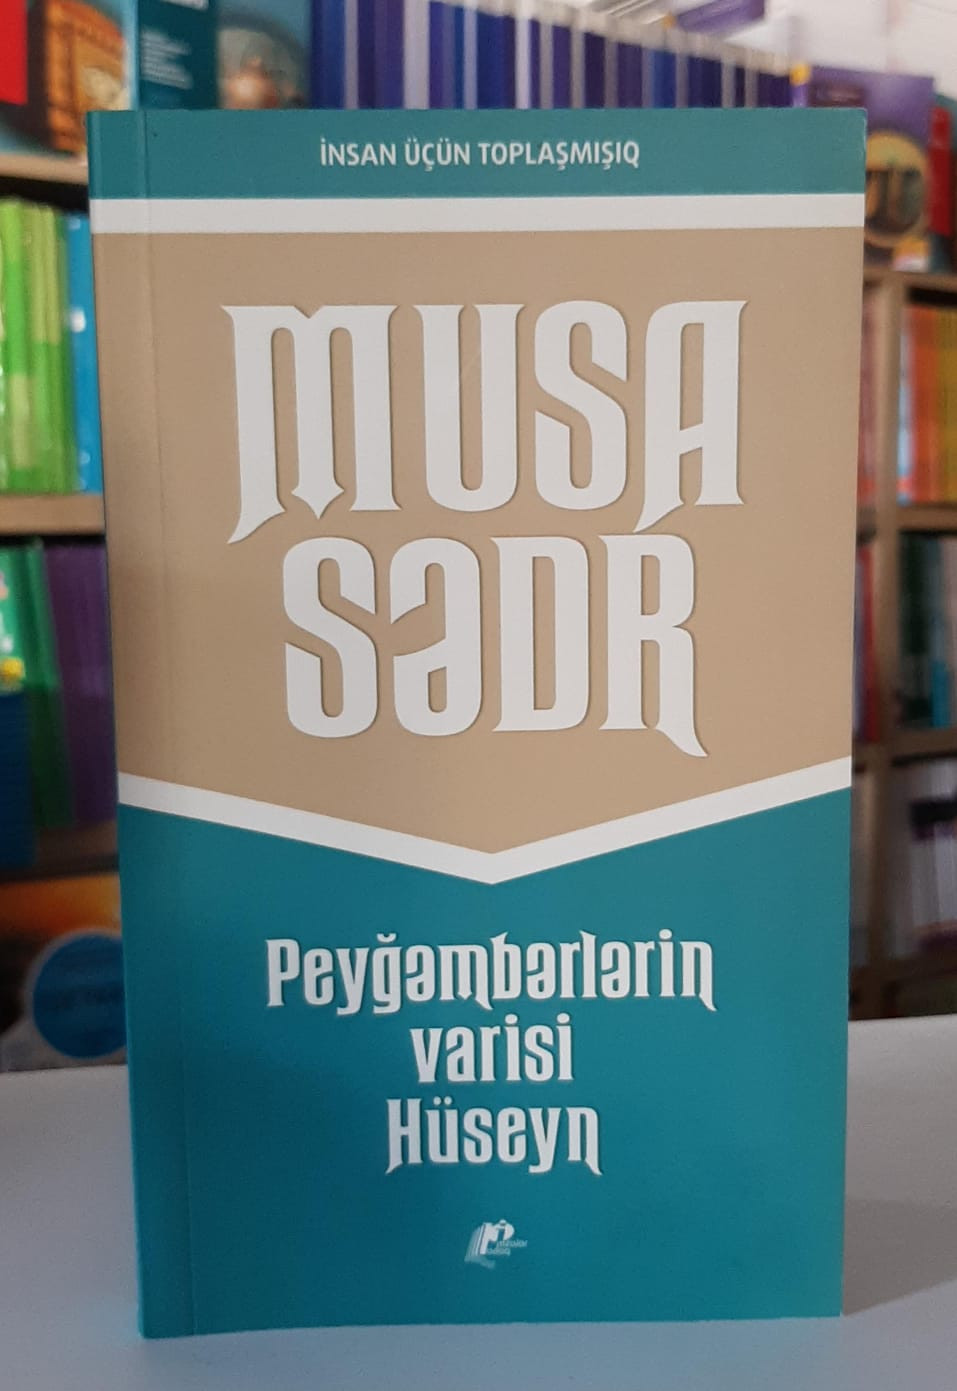 İNSAN ÜÇÜN TOPLAŞMIŞIQ
MUSA
SƏDR
Peyğəmbərlərin
varisi
Hüseyn